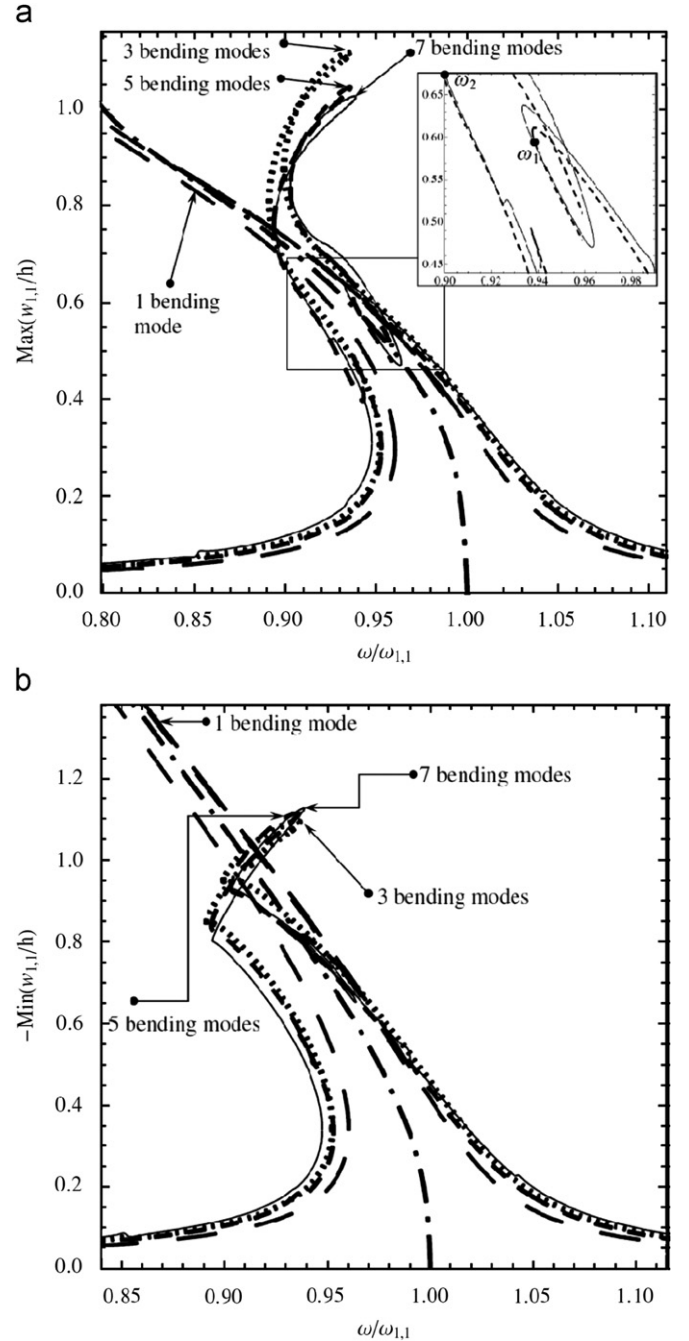 a
3 bending modes
7 bending modes
5 bending modes
1.0
0.8
0.6
0.4
0.2
0.0
Max(w1,1/h)
1 bending
mode
0.65
0.60
0.55
0.50
0.45
ω2
ω1
0.90 0.92 0.94 0.96 0.98
0.80 0.85 0.90 0.95 1.00 1.05 1.10
ω/ω1,1
b
1 bending mode
7 bending modes
3 bending modes
5 bending modes
1.2
1.0
0.8
0.6
0.4
0.2
0.0
−Min(w1,1/h)
0.85 0.90 0.95 1.00 1.05 1.10
ω/ω1,1